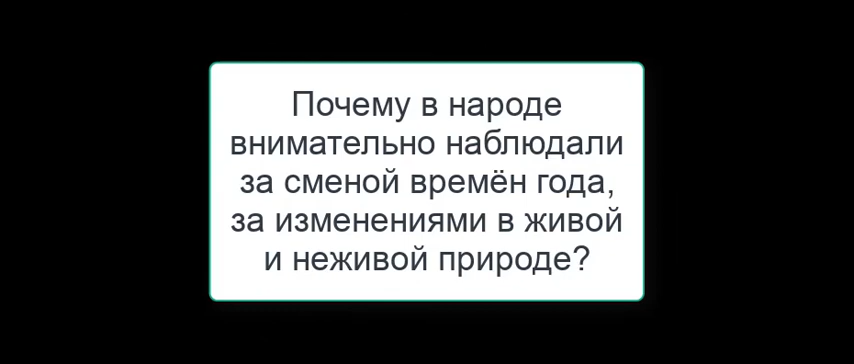 Почему в народе
внимательно наблюдали
за сменой времён года,
за изменениями в живой
и неживой природе?